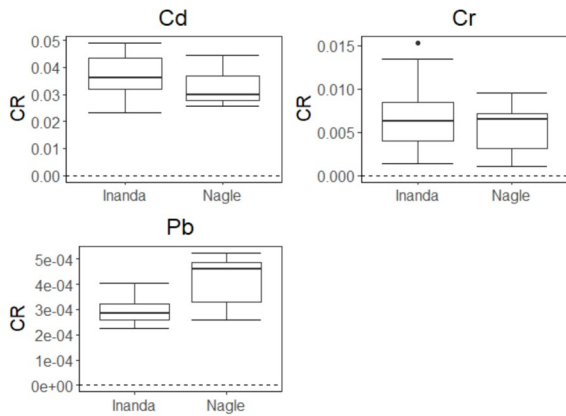 Cd
CR
0.05
0.04
0.03
0.02
0.01
0.00
Inanda Nagle
Cr
CR
0.015
0.010
0.005
0.000
Inanda Nagle
Pb
CR
5e-04
4e-04
3e-04
2e-04
1e-04
0e+00
Inanda Nagle